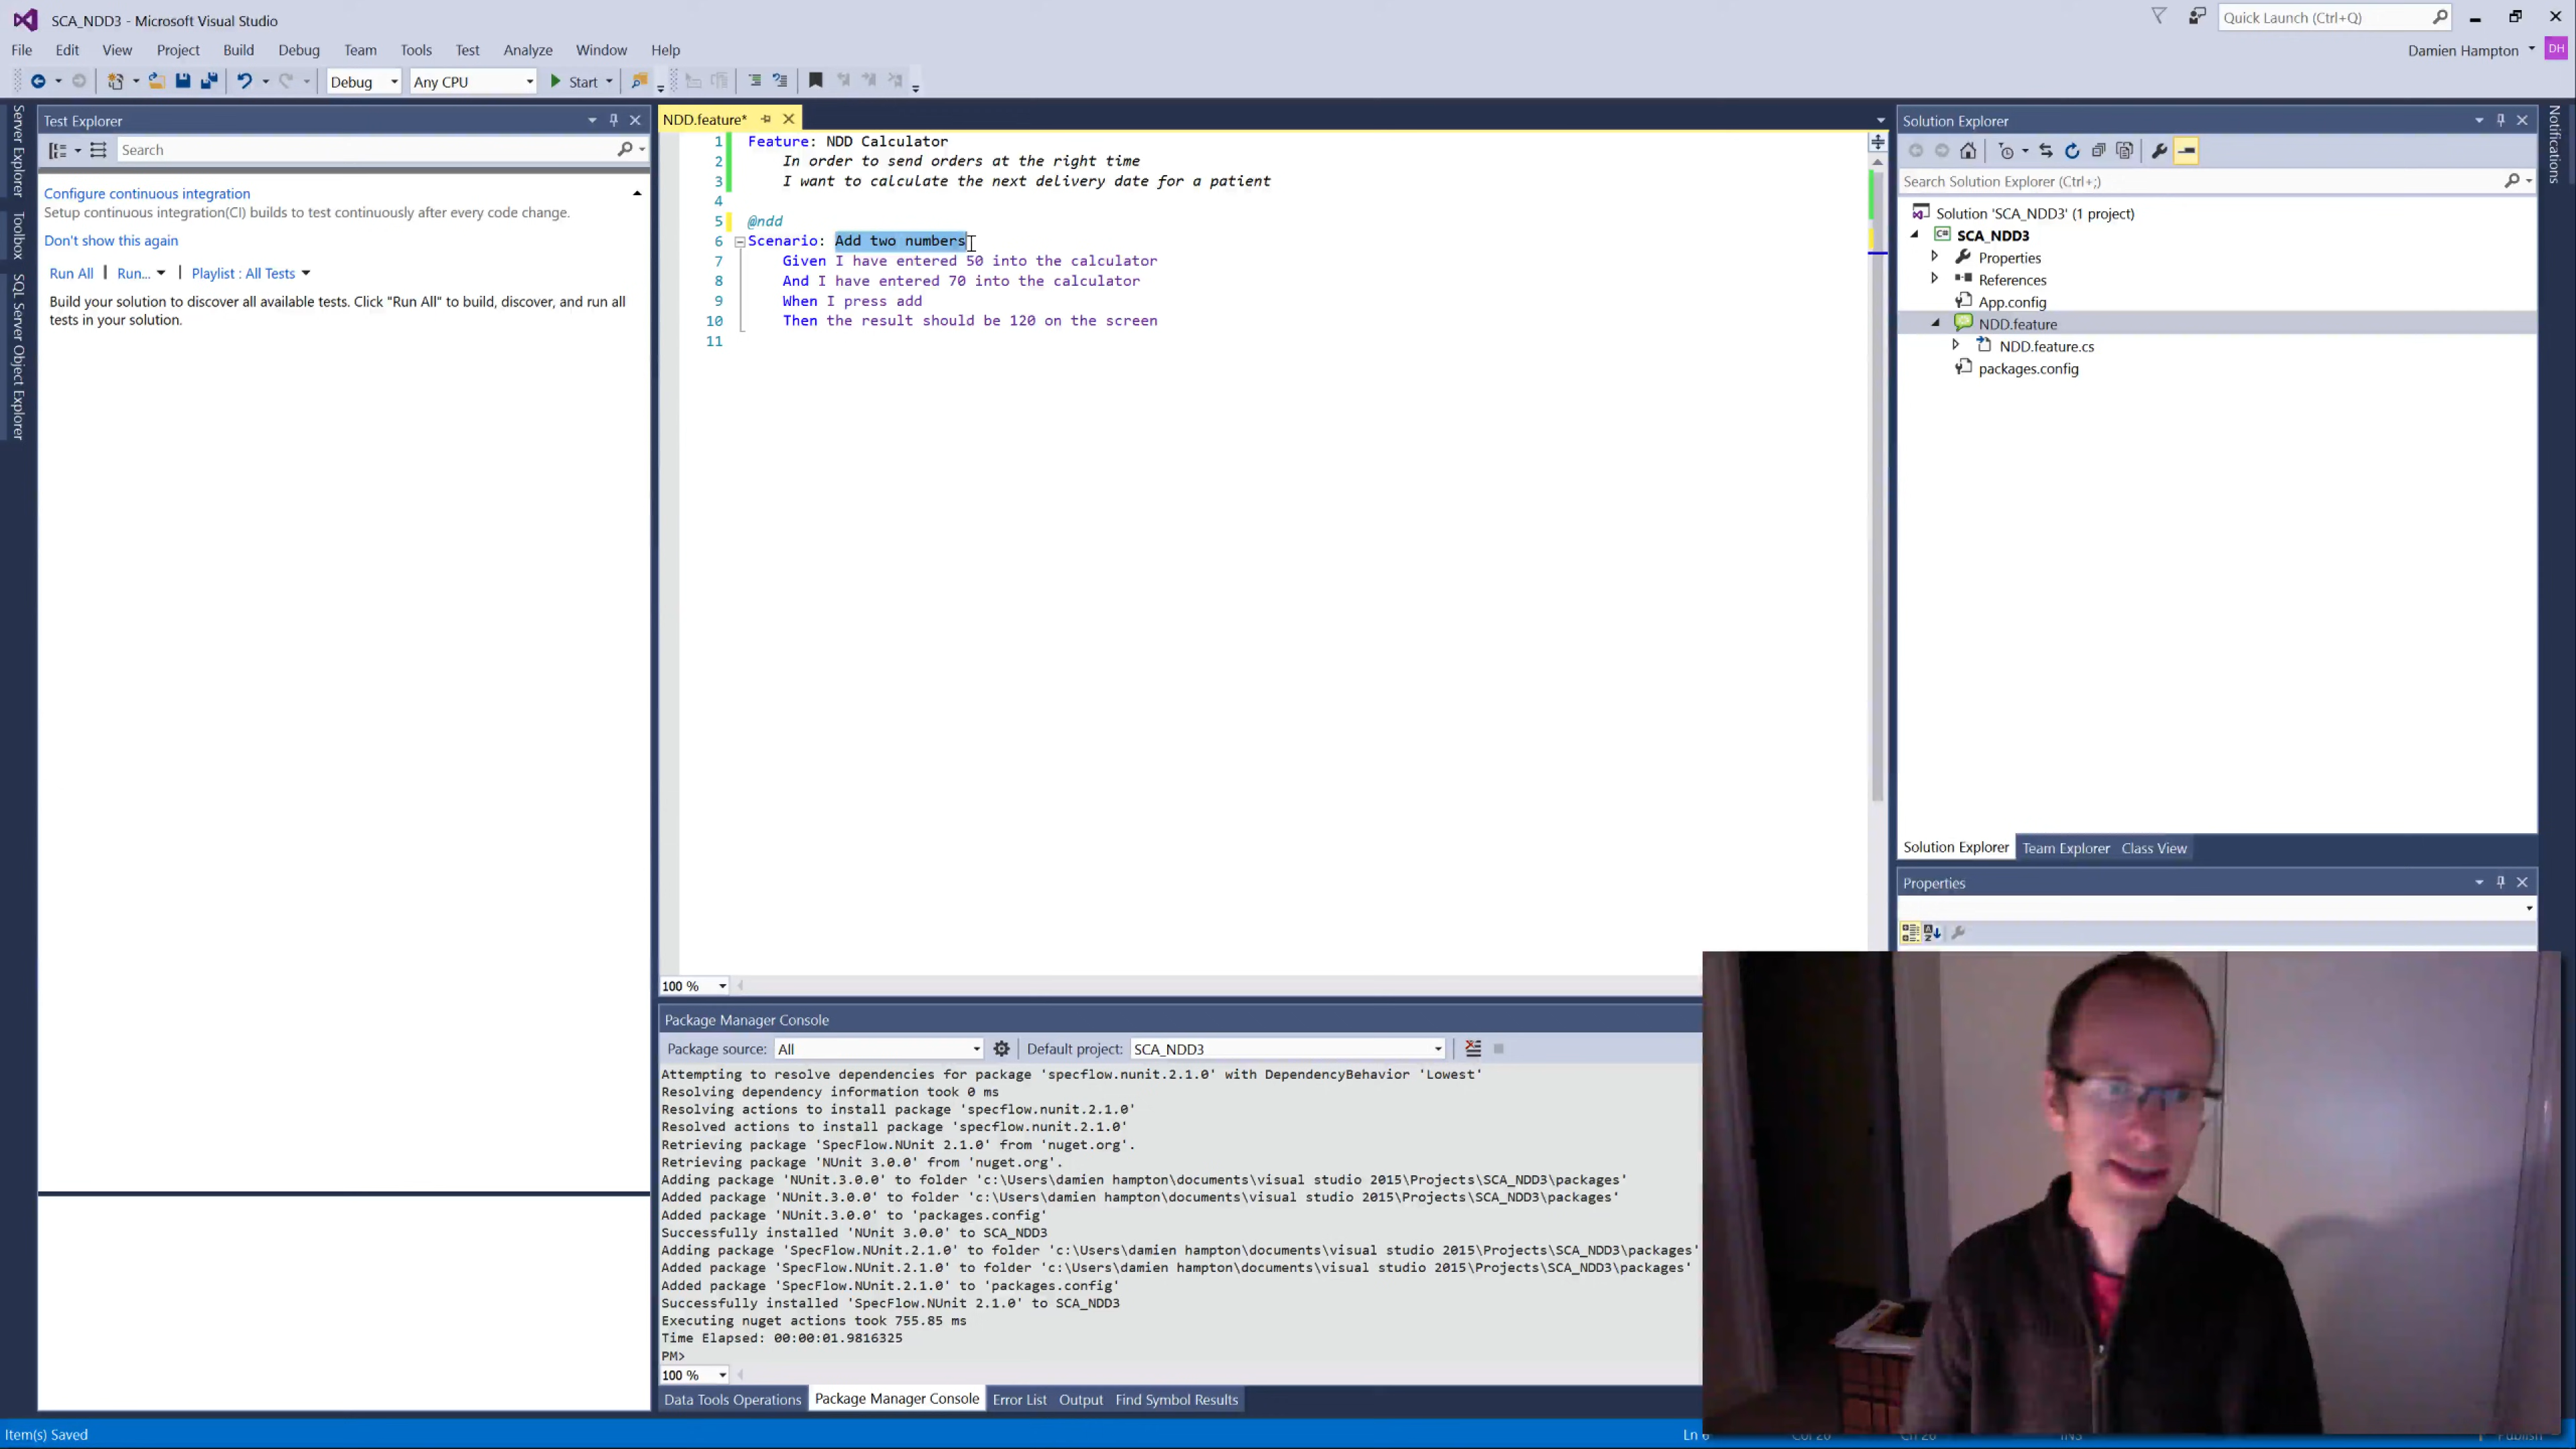 SCA_NDD3 - Microsoft Visual Studio
Quick Launch (Ctrl+Q)
File Edit View Project Build Debug Team Tools Test Analyze Window Help
Damien Hampton
DH
Debug Any CPU Start
Server Explorer
Toolbox
SQL Server Object Explorer
Test Explorer
Search
Configure continuous integration
Setup continuous integration(CI) builds to test continuously after every code change.
Don't show this again
Run All | Run... | Playlist : All Tests
Build your solution to discover all available tests. Click "Run All" to build, discover, and run all
tests in your solution.
NDD.feature*
1 Feature: NDD Calculator
2 In order to send orders at the right time
3 I want to calculate the next delivery date for a patient
4
5 @ndd
6 Scenario: Add two numbers
7 Given I have entered 50 into the calculator
8 And I have entered 70 into the calculator
9 When I press add
10 Then the result should be 120 on the screen
11
100 %
Package Manager Console
Package source: All Default project: SCA_NDD3
Attempting to resolve dependencies for package 'specflow.nunit.2.1.0' with DependencyBehavior 'Lowest'
Resolving dependency information took 0 ms
Resolving actions to install package 'specflow.nunit.2.1.0'
Resolved actions to install package 'specflow.nunit.2.1.0'
Retrieving package 'SpecFlow.NUnit 2.1.0' from 'nuget.org'.
Retrieving package 'NUnit 3.0.0' from 'nuget.org'.
Adding package 'NUnit.3.0.0' to folder 'c:\Users\damien hampton\documents\visual studio 2015\Projects\SCA_NDD3\packages'
Added package 'NUnit.3.0.0' to folder 'c:\Users\damien hampton\documents\visual studio 2015\Projects\SCA_NDD3\packages'
Added package 'NUnit.3.0.0' to 'packages.config'
Successfully installed 'NUnit 3.0.0' to SCA_NDD3
Adding package 'SpecFlow.NUnit.2.1.0' to folder 'c:\Users\damien hampton\documents\visual studio 2015\Projects\SCA_NDD3\packages'
Added package 'SpecFlow.NUnit.2.1.0' to folder 'c:\Users\damien hampton\documents\visual studio 2015\Projects\SCA_NDD3\packages'
Added package 'SpecFlow.NUnit.2.1.0' to 'packages.config'
Successfully installed 'SpecFlow.NUnit 2.1.0' to SCA_NDD3
Executing nuget actions took 755.85 ms
Time Elapsed: 00:00:01.9816325
PM>
100 %
Data Tools Operations Package Manager Console Error List Output Find Symbol Results
Solution Explorer
Search Solution Explorer (Ctrl+;)
Solution 'SCA_NDD3' (1 project)
SCA_NDD3
Properties
References
App.config
NDD.feature
NDD.feature.cs
packages.config
Solution Explorer Team Explorer Class View
Properties
Notifications
Item(s) Saved